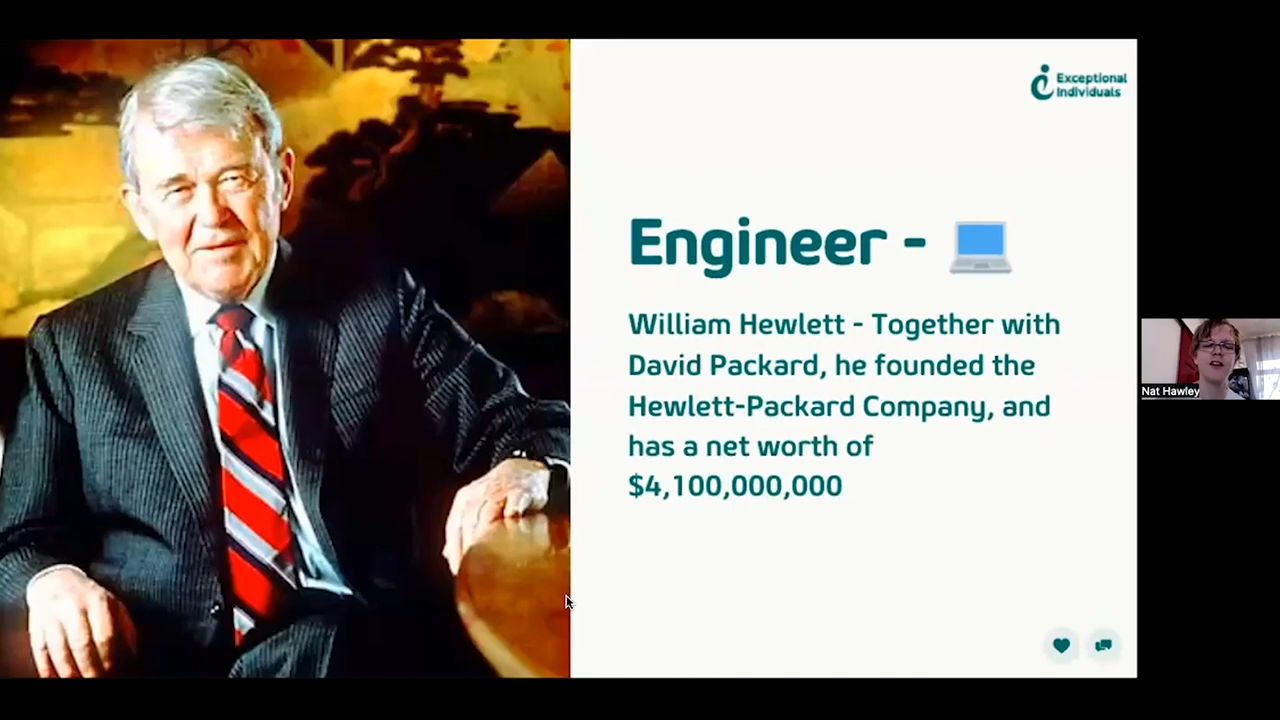 Exceptional
Individuals
Engineer -
William Hewlett - Together with
David Packard, he founded the
Hewlett-Packard Company, and
has a net worth of
$4,100,000,000
Nat Hawley